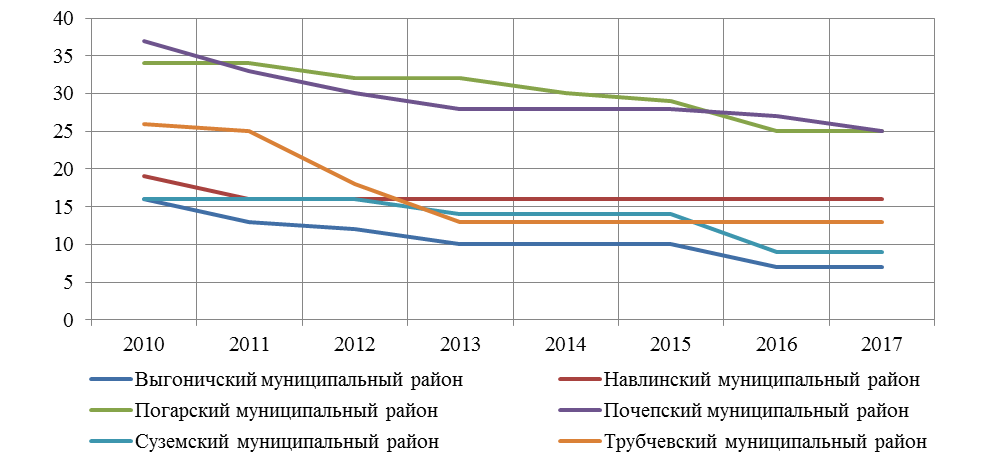 40
35
30
25
20
15
10
5
0
2010 2011 2012 2013 2014 2015 2016 2017
Выгоничский муниципальный район Навлинский муниципальный район
Погарский муниципальный район Почепский муниципальный район
Суземский муниципальный район Трубчевский муниципальный район